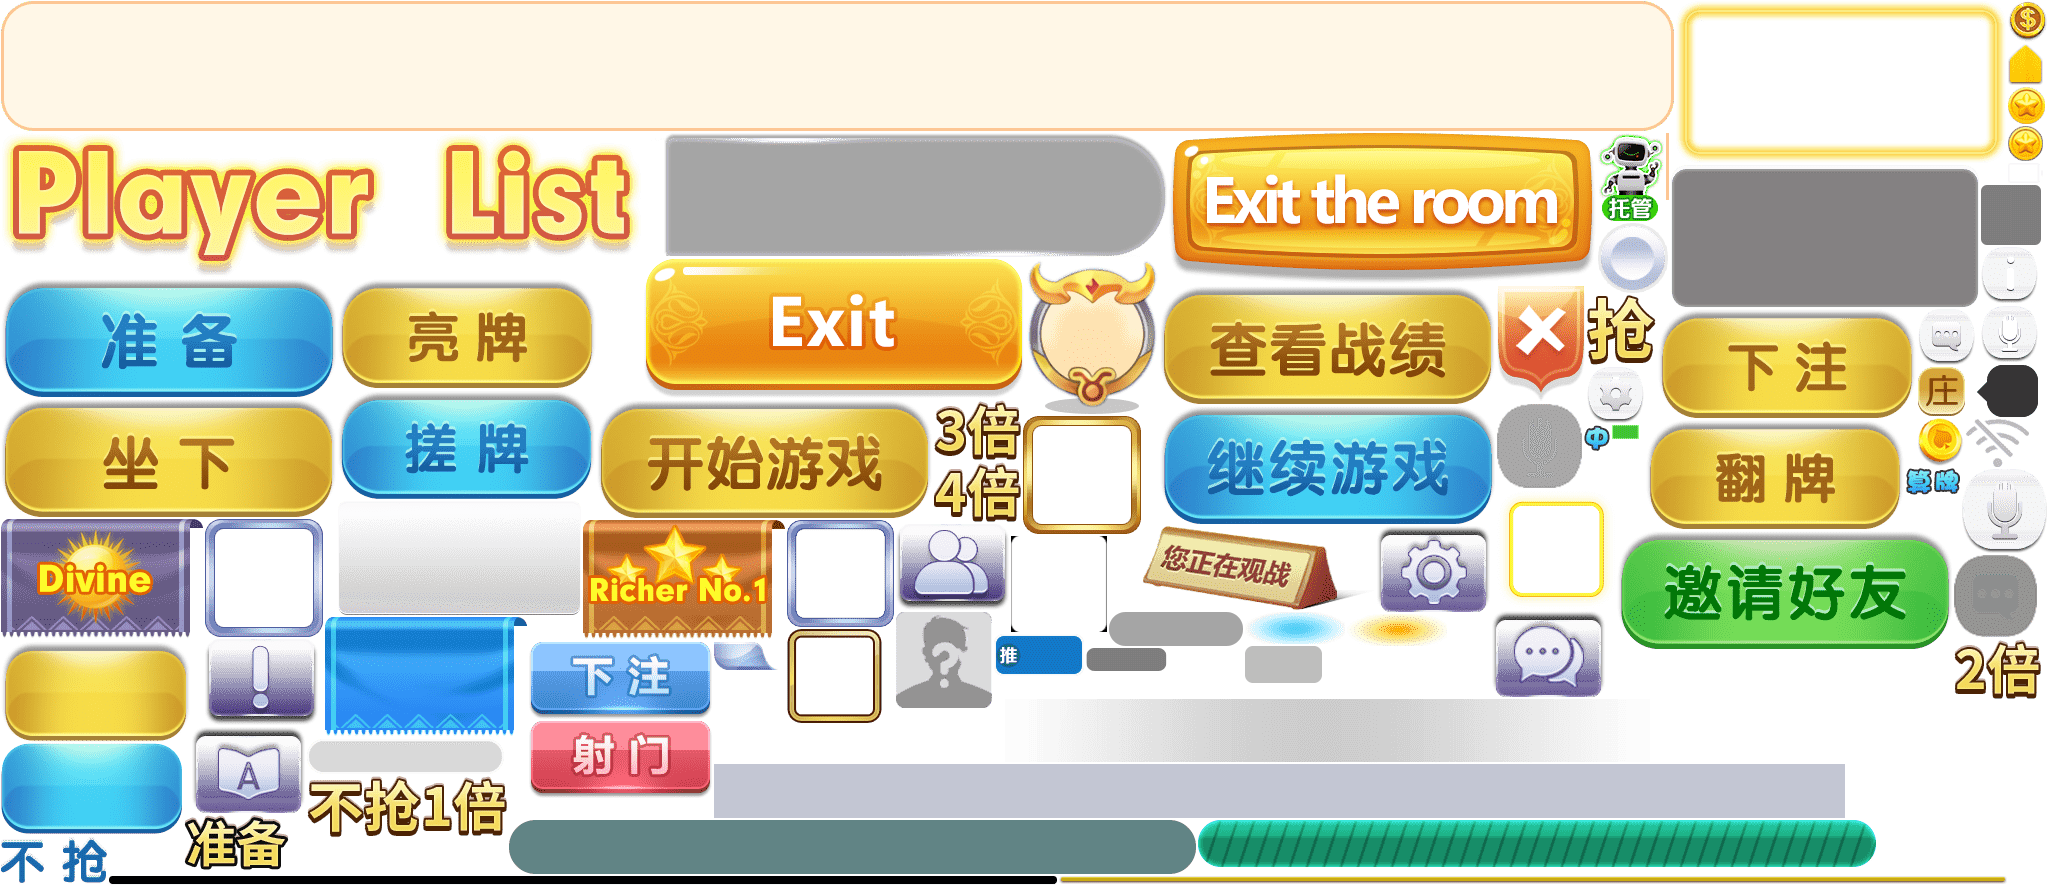 Player List
Exit the room
托管
准 备
亮 牌
Exit
查看战绩
抢
下 注
庄
坐 下
搓 牌
开始游戏
3倍
4倍
继续游戏
中
翻 牌
算牌
Divine
Richer No.1
您正在观战
邀请好友
推
下 注
2倍
射 门
A
不抢1倍
准备
不 抢